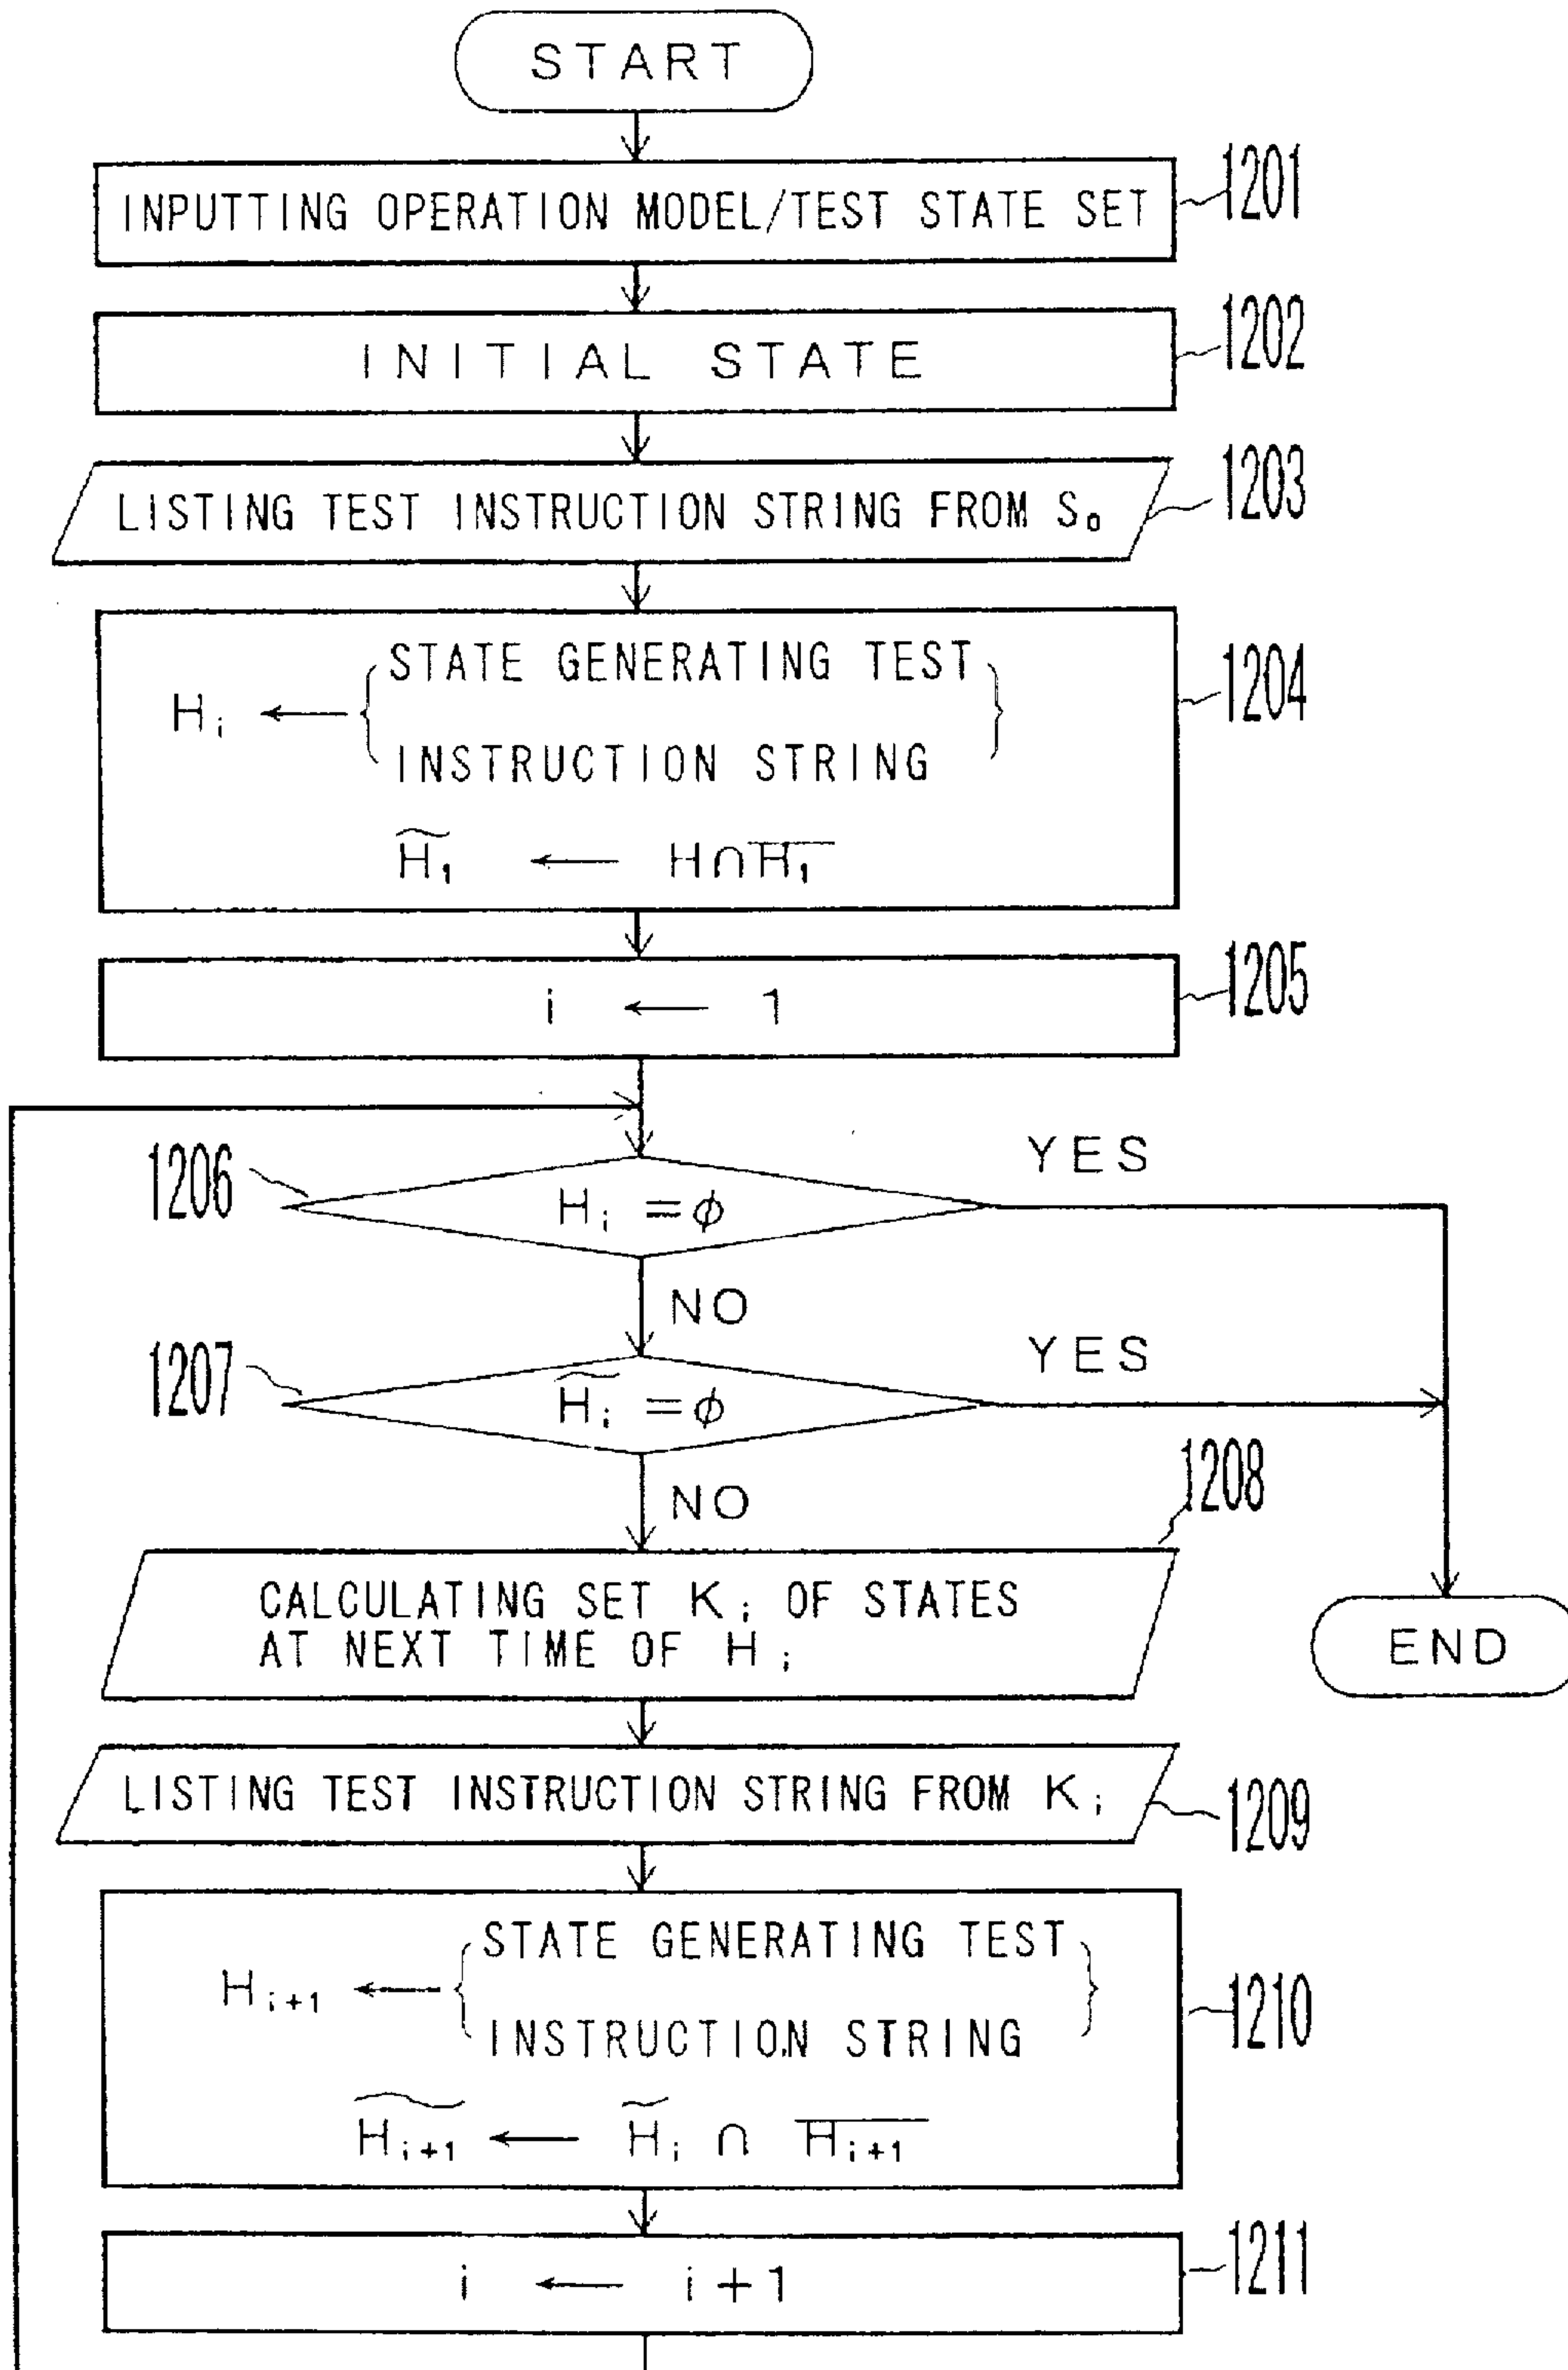 START
INPUTTING OPERATION MODEL/TEST STATE SET
1201
INITIAL STATE
1202
LISTING TEST INSTRUCTION STRING FROM S₀
1203
STATE GENERATING TEST
Hᵢ ← { }
INSTRUCTION STRING
H̃₁ ← H∩H̅₁
1204
i ← 1
1205
1206
Hᵢ =ϕ
YES
NO
1207
H̃ᵢ =ϕ
YES
NO
1208
CALCULATING SET Kᵢ OF STATES
AT NEXT TIME OF Hᵢ
END
LISTING TEST INSTRUCTION STRING FROM Kᵢ
1209
STATE GENERATING TEST
Hᵢ₊₁ ← { }
INSTRUCTION STRING
H̃ᵢ₊₁ ← H̃ᵢ ∩ H̅ᵢ₊₁
1210
i ← i+1
1211